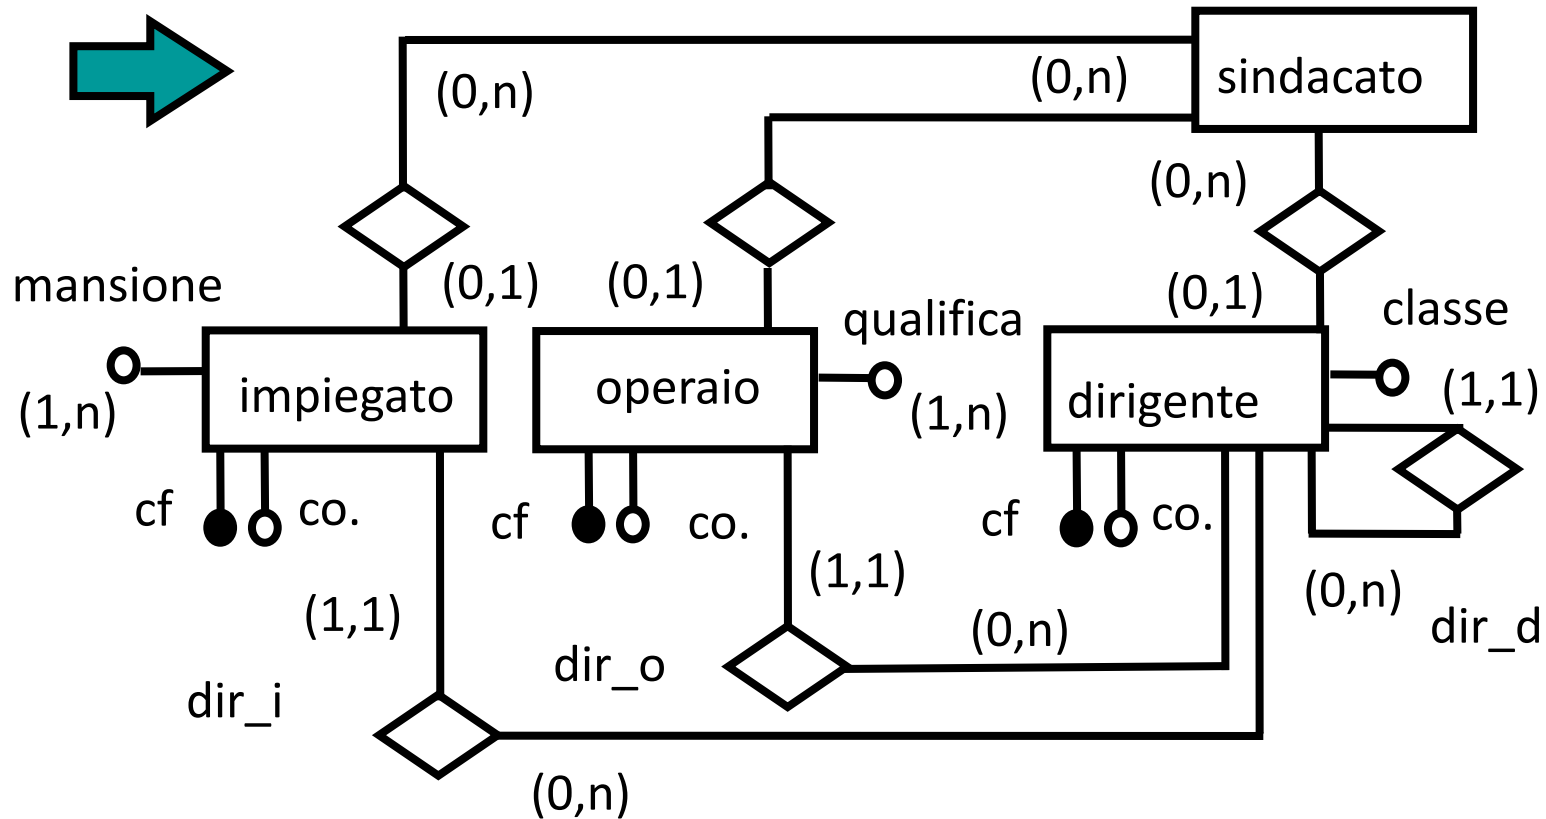 sindacato
(0,n)
(0,n)
(0,n)
mansione
(0,1)
(0,1)
(0,1)
qualifica
classe
(1,n)
impiegato
operaio
(1,n)
dirigente
(1,1)
cf
co.
cf
co.
cf
co.
(1,1)
(1,1)
(0,n)
(0,n)
dir_d
dir_i
dir_o
(0,n)